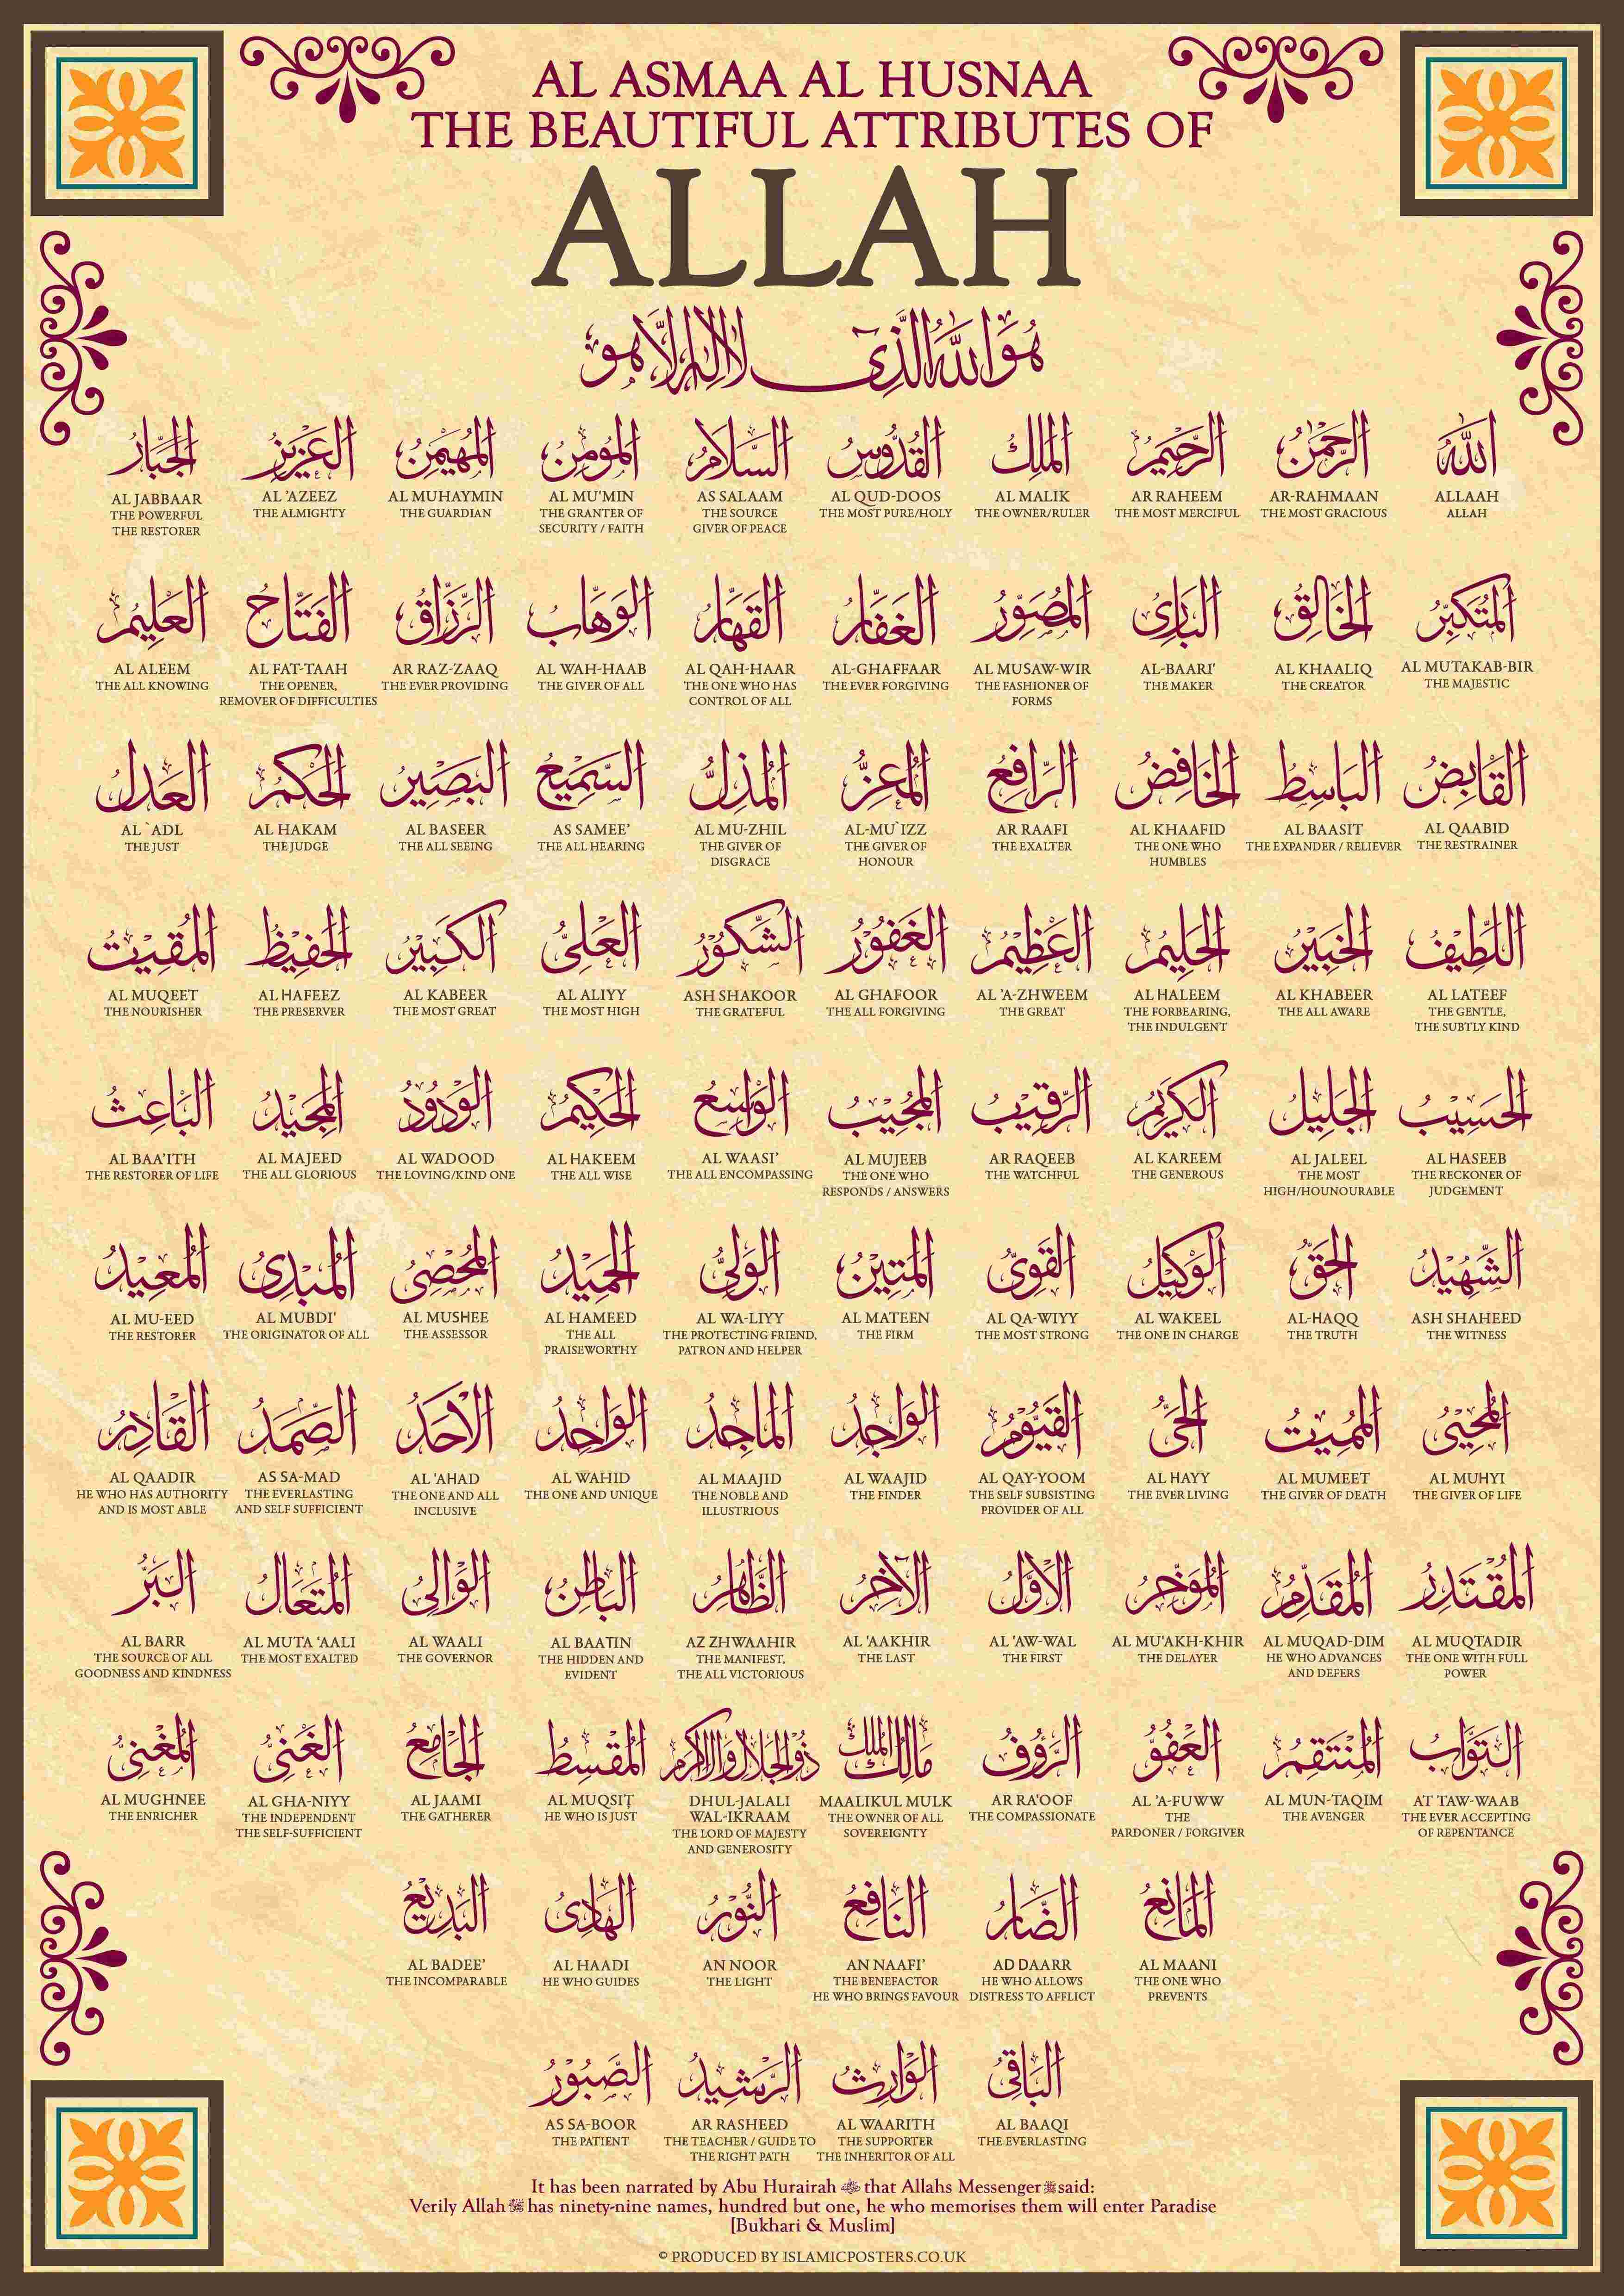 AL ASMAA AL HUSNAA
THE BEAUTIFUL ATTRIBUTES OF
ALLAH
هو الله الذى لا اله الا هو
الله
ALLAAH
ALLAH
الرحمن
AR-RAHMAAN
THE MOST GRACIOUS
الرحيم
AR RAHEEM
THE MOST MERCIFUL
الملك
AL MALIK
THE OWNER/RULER
القدوس
AL QUD-DOOS
THE MOST PURE/HOLY
السلام
AS SALAAM
THE SOURCE
GIVER OF PEACE
المؤمن
AL MU'MIN
THE GRANTER OF
SECURITY / FAITH
المهيمن
AL MUHAYMIN
THE GUARDIAN
العزيز
AL 'AZEEZ
THE ALMIGHTY
الجبار
AL JABBAAR
THE POWERFUL
THE RESTORER
المتكبر
AL MUTAKAB-BIR
THE MAJESTIC
الخالق
AL KHAALIQ
THE CREATOR
البارى
AL-BAARI'
THE MAKER
المصور
AL MUSAW-WIR
THE FASHIONER OF
FORMS
الغفار
AL-GHAFFAAR
THE EVER FORGIVING
القهار
AL QAH-HAAR
THE ONE WHO HAS
CONTROL OF ALL
الوهاب
AL WAH-HAAB
THE GIVER OF ALL
الرزاق
AR RAZ-ZAAQ
THE EVER PROVIDING
الفتاح
AL FAT-TAAH
THE OPENER,
REMOVER OF DIFFICULTIES
العليم
AL ALEEM
THE ALL KNOWING
القابض
AL QAABID
THE RESTRAINER
الباسط
AL BAASIT
THE EXPANDER / RELIEVER
الخافض
AL KHAAFID
THE ONE WHO
HUMBLES
الرافع
AR RAAFI
THE EXALTER
المعز
AL-MU`IZZ
THE GIVER OF
HONOUR
المذل
AL MU-ZHIL
THE GIVER OF
DISGRACE
السميع
AS SAMEE’
THE ALL HEARING
البصير
AL BASEER
THE ALL SEEING
الحكم
AL HAKAM
THE JUDGE
العدل
AL `ADL
THE JUST
اللطيف
AL LATEEF
THE GENTLE,
THE SUBTLY KIND
الخبير
AL KHABEER
THE ALL AWARE
الحليم
AL HALEEM
THE FORBEARING,
THE INDULGENT
العظيم
AL 'A-ZHWEEM
THE GREAT
الغفور
AL GHAFOOR
THE ALL FORGIVING
الشكور
ASH SHAKOOR
THE GRATEFUL
العلى
AL ALIYY
THE MOST HIGH
الكبير
AL KABEER
THE MOST GREAT
الحفيظ
AL HAFEEZ
THE PRESERVER
المقيت
AL MUQEET
THE NOURISHER
الحسيب
AL HASEEB
THE RECKONER OF
JUDGEMENT
الجليل
AL JALEEL
THE MOST
HIGH/HOUNOURABLE
الكريم
AL KAREEM
THE GENEROUS
الرقيب
AR RAQEEB
THE WATCHFUL
المجيب
AL MUJEEB
THE ONE WHO
RESPONDS / ANSWERS
الواسع
AL WAASI’
THE ALL ENCOMPASSING
الحكيم
AL HAKEEM
THE ALL WISE
الودود
AL WADOOD
THE LOVING/KIND ONE
المجيد
AL MAJEED
THE ALL GLORIOUS
الباعث
AL BAA’ITH
THE RESTORER OF LIFE
الشهيد
ASH SHAHEED
THE WITNESS
الحق
AL-HAQQ
THE TRUTH
الوكيل
AL WAKEEL
THE ONE IN CHARGE
القوى
AL QA-WIYY
THE MOST STRONG
المتين
AL MATEEN
THE FIRM
الولى
AL WA-LIYY
THE PROTECTING FRIEND,
PATRON AND HELPER
الحميد
AL HAMEED
THE ALL
PRAISEWORTHY
المحصى
AL MUSHEE
THE ASSESSOR
المبدى
AL MUBDI'
THE ORIGINATOR OF ALL
المعيد
AL MU-EED
THE RESTORER
المحيى
AL MUHYI
THE GIVER OF LIFE
المميت
AL MUMEET
THE GIVER OF DEATH
الحى
AL HAYY
THE EVER LIVING
القيوم
AL QAY-YOOM
THE SELF SUBSISTING
PROVIDER OF ALL
الواجد
AL WAAJID
THE FINDER
الماجد
AL MAAJID
THE NOBLE AND
ILLUSTRIOUS
الواحد
AL WAHID
THE ONE AND UNIQUE
الأحد
AL 'AHAD
THE ONE AND ALL
INCLUSIVE
الصمد
AS SA-MAD
THE EVERLASTING
AND SELF SUFFICIENT
القادر
AL QAADIR
HE WHO HAS AUTHORITY
AND IS MOST ABLE
المقتدر
AL MUQTADIR
THE ONE WITH FULL
POWER
المقدم
AL MUQAD-DIM
HE WHO ADVANCES
AND DEFERS
المؤخر
AL MU'AKH-KHIR
THE DELAYER
الأول
AL 'AW-WAL
THE FIRST
الآخر
AL 'AAKHIR
THE LAST
الظاهر
AZ ZHWAAHIR
THE MANIFEST,
THE ALL VICTORIOUS
الباطن
AL BAATIN
THE HIDDEN AND
EVIDENT
الوالى
AL WAALI
THE GOVERNOR
المتعال
AL MUTA ‘AALI
THE MOST EXALTED
البر
AL BARR
THE SOURCE OF ALL
GOODNESS AND KINDNESS
التواب
AT TAW-WAAB
THE EVER ACCEPTING
OF REPENTANCE
المنتقم
AL MUN-TAQIM
THE AVENGER
العفو
AL 'A-FUWW
THE
PARDONER / FORGIVER
الرؤوف
AR RA'OOF
THE COMPASSIONATE
مالك الملك
MAALIKUL MULK
THE OWNER OF ALL
SOVEREIGNTY
ذو الجلال والاكرام
DHUL-JALALI
WAL-IKRAAM
THE LORD OF MAJESTY
AND GENEROSITY
المقسط
AL MUQSIT
HE WHO IS JUST
الجامع
AL JAAMI
THE GATHERER
الغنى
AL GHA-NIYY
THE INDEPENDENT
THE SELF-SUFFICIENT
المغنى
AL MUGHNEE
THE ENRICHER
المانع
AL MAANI
THE ONE WHO
PREVENTS
الضار
AD DAARR
HE WHO ALLOWS
DISTRESS TO AFFLICT
النافع
AN NAAFI’
THE BENEFACTOR
HE WHO BRINGS FAVOUR
النور
AN NOOR
THE LIGHT
الهادى
AL HAADI
HE WHO GUIDES
البديع
AL BADEE’
THE INCOMPARABLE
الباقى
AL BAAQI
THE EVERLASTING
الوارث
AL WAARITH
THE SUPPORTER
THE INHERITOR OF ALL
الرشيد
AR RASHEED
THE TEACHER / GUIDE TO
THE RIGHT PATH
الصبور
AS SA-BOOR
THE PATIENT
It has been narrated by Abu Hurairah that Allahs Messenger ﷺ said:
Verily Allah has ninety-nine names, hundred but one, he who memorises them will enter Paradise
[Bukhari & Muslim]
© PRODUCED BY ISLAMICPOSTERS.CO.UK